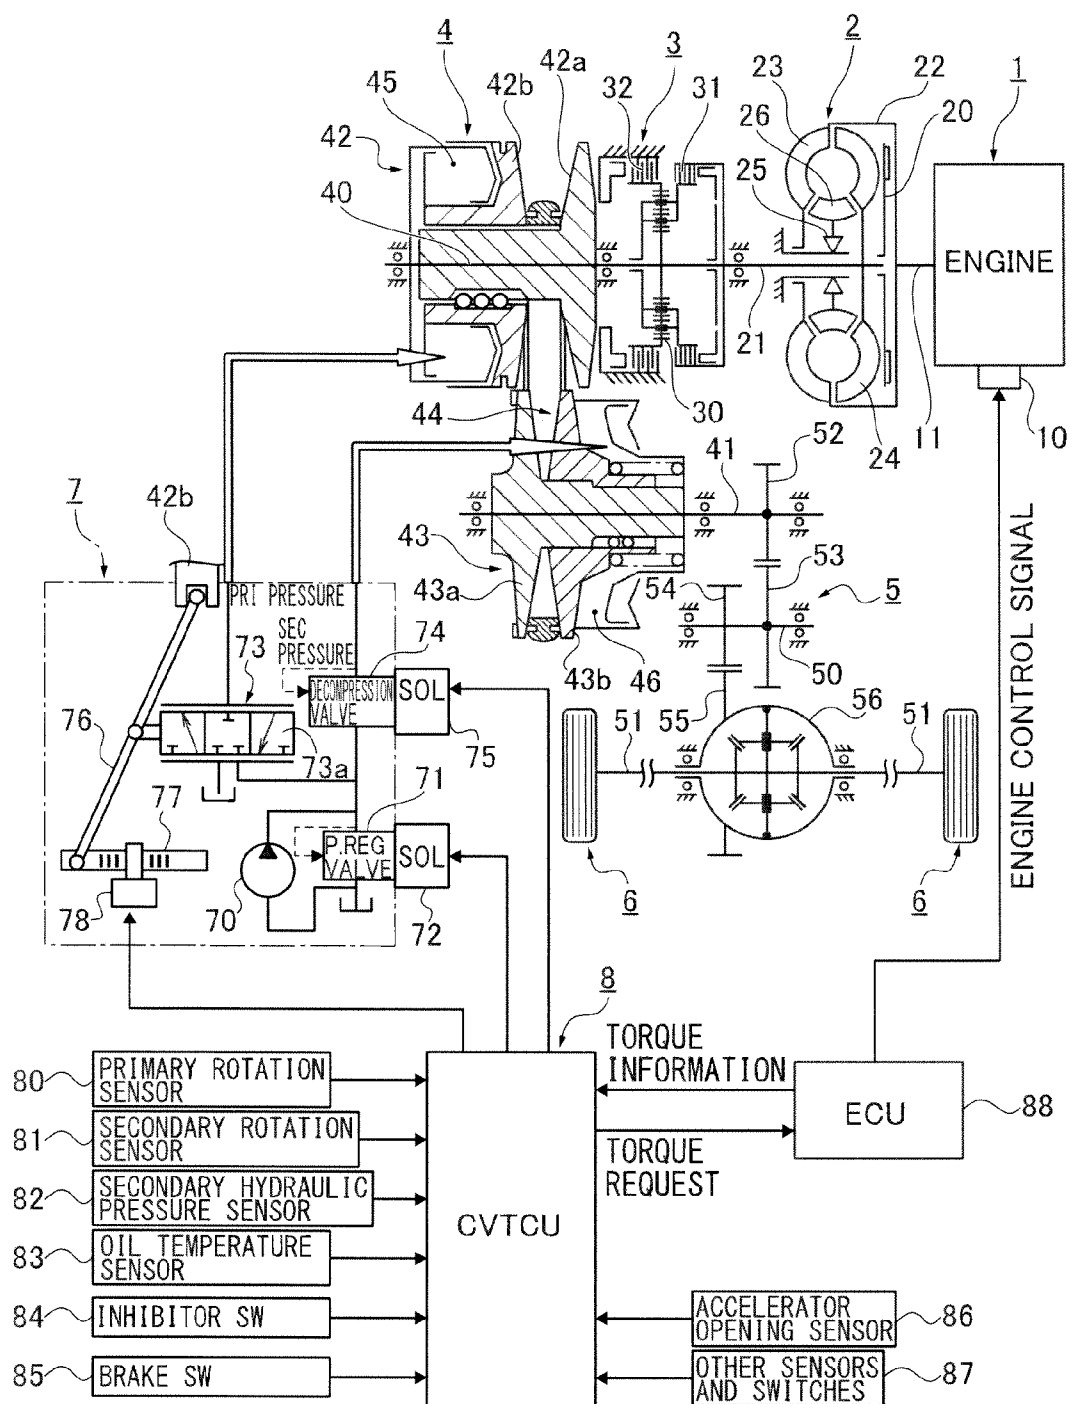 4
42a
42b
3
2
22
1
45
32
31
23
26
20
42
25
40
ENGINE
21
30
24
11
10
44
52
41
7
42b
43
53
43a
54
5
PRI PRESSURE
SEC
PRESSURE
73
74
50
43b
46
DECOMPRESSION
VALVE
SOL
55
56
76
73a
75
51
51
71
77
P.REG
VALVE
SOL
78
70
72
6
6
ENGINE CONTROL SIGNAL
8
TORQUE
INFORMATION
80
PRIMARY ROTATION
SENSOR
ECU
88
81
SECONDARY ROTATION
SENSOR
TORQUE
REQUEST
82
SECONDARY HYDRAULIC
PRESSURE SENSOR
CVTCU
83
OIL TEMPERATURE
SENSOR
84
INHIBITOR SW
ACCELERATOR
OPENING SENSOR
86
85
BRAKE SW
OTHER SENSORS
AND SWITCHES
87